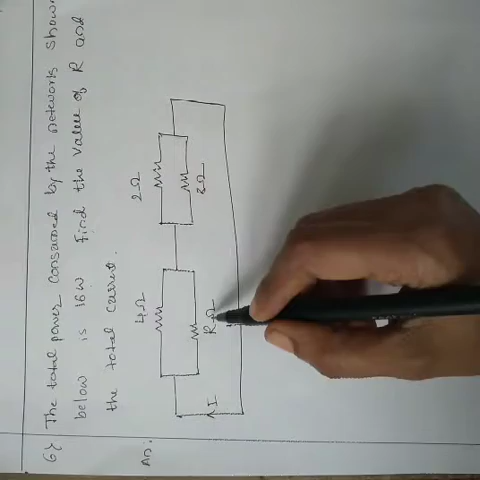 6) The total power consumed by the networks shown
below is 16W Find the value of R and
the total current.
An:
4Ω
2Ω
RΩ
2Ω
I